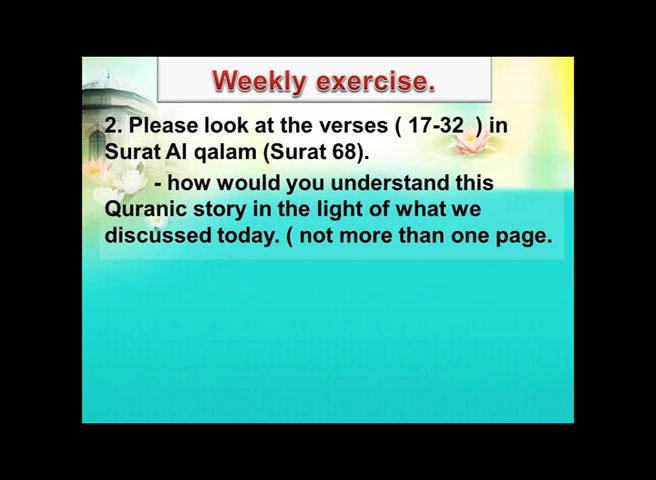 Weekly exercise.
2. Please look at the verses ( 17-32  ) in
Surat Al qalam (Surat 68).
- how would you understand this
Quranic story in the light of what we
discussed today. ( not more than one page.